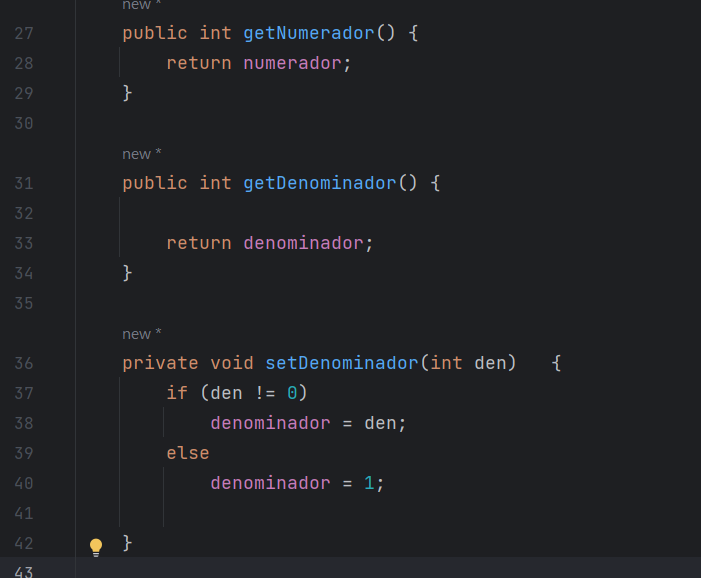 new *
27 public int getNumerador() {
28 return numerador;
29 }
30
new *
31 public int getDenominador() {
32
33 return denominador;
34 }
35
new *
36 private void setDenominador(int den)   {
37 if (den != 0)
38 denominador = den;
39 else
40 denominador = 1;
41
42 }
43